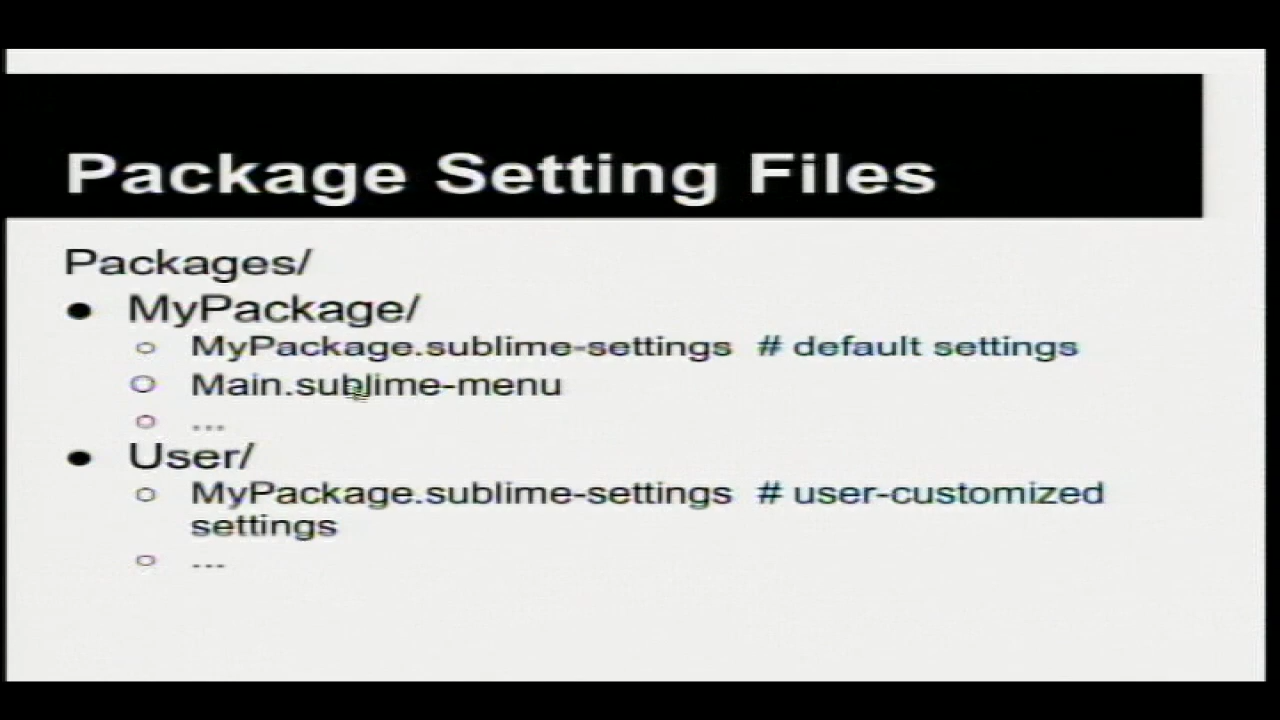 Package Setting Files
Packages/
● MyPackage/
○ MyPackage.sublime-settings # default settings
○ Main.sublime-menu
○ ...
● User/
○ MyPackage.sublime-settings # user-customized
settings
○ ...